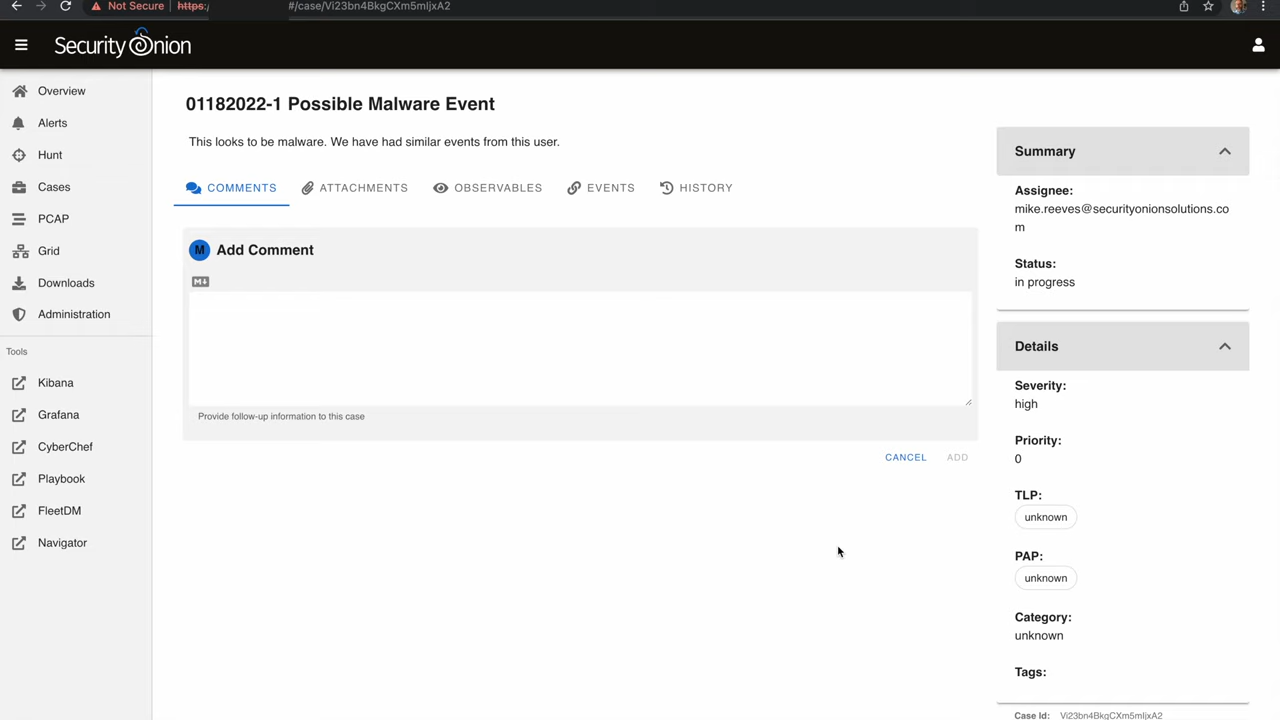 Not Secure https: #/case/Vi23bn4BkgCXm5mIjxA2
Security Onion
Overview
Alerts
Hunt
Cases
PCAP
Grid
Downloads
Administration
Tools
Kibana
Grafana
CyberChef
Playbook
FleetDM
Navigator
01182022-1 Possible Malware Event
This looks to be malware. We have had similar events from this user.
COMMENTS ATTACHMENTS OBSERVABLES EVENTS HISTORY
M Add Comment
M
Provide follow-up information to this case
CANCEL ADD
Summary
Assignee:
mike.reeves@securityonionsolutions.co
m
Status:
in progress
Details
Severity:
high
Priority:
0
TLP:
unknown
PAP:
unknown
Category:
unknown
Tags:
Case Id: Vi23bn4BkgCXm5mIjxA2